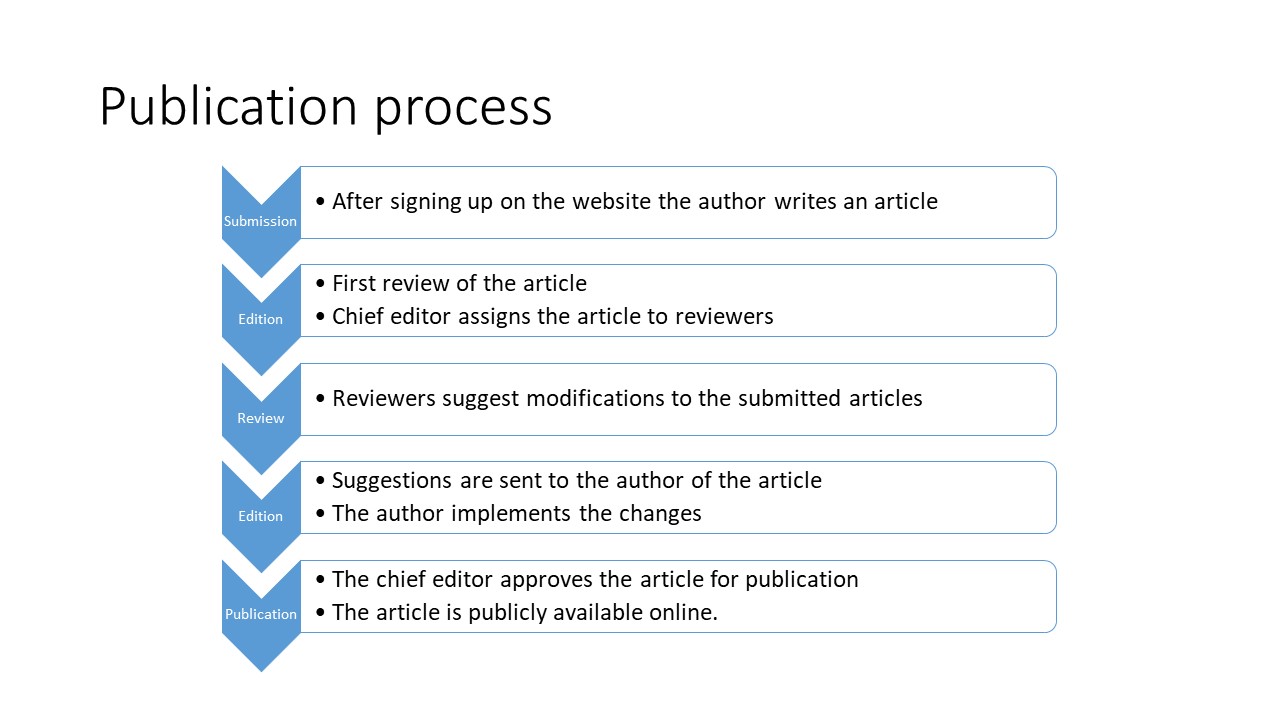 Publication process
Submission
• After signing up on the website the author writes an article
Edition
• First review of the article
• Chief editor assigns the article to reviewers
Review
• Reviewers suggest modifications to the submitted articles
Edition
• Suggestions are sent to the author of the article
• The author implements the changes
Publication
• The chief editor approves the article for publication
• The article is publicly available online.